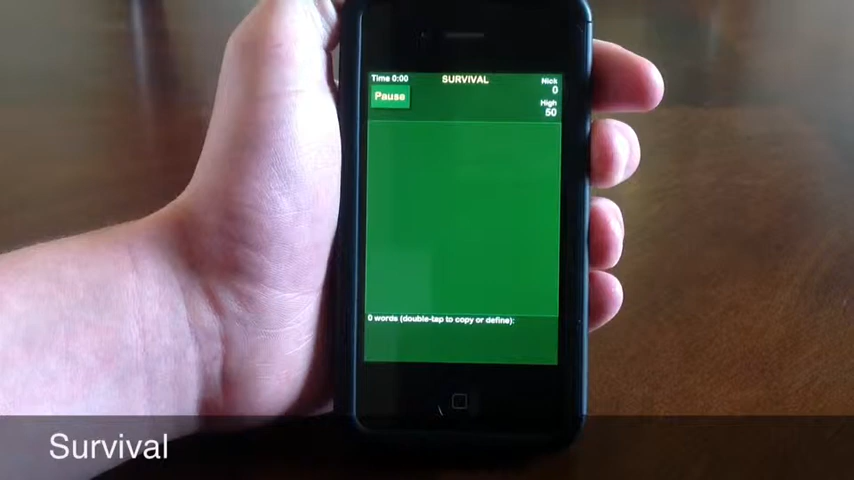 Time 0:00
SURVIVAL
Nick
0
Pause
High
50
0 words (double-tap to copy or define):
Survival